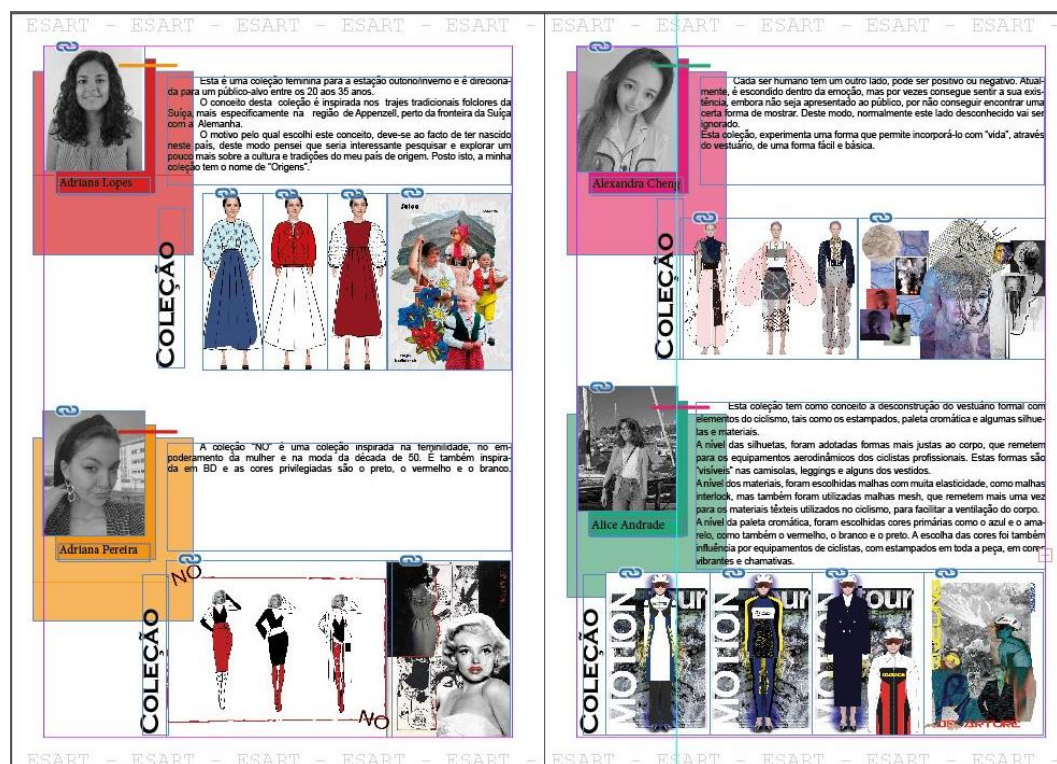 ESART - ESART - ESART - ESART - ESART -
ESART - ESART - ESART - ESART - ESART -
Esta é uma coleção feminina para a estação outono/inverno e é direciona-
da para um público-alvo entre os 20 aos 35 anos.
O conceito desta coleção é inspirada nos trajes tradicionais folclores da
Suíça, mais especificamente na região de Appenzell, perto da fronteira da Suíça
com a Alemanha.
O motivo pelo qual escolhi este conceito, deve-se ao facto de ter nascido
neste país, deste modo pensei que seria interessante pesquisar e explorar um
pouco mais sobre a cultura e tradições do meu país de origem. Posto isto, a minha
coleção tem o nome de "Origens".
Adriana Lopes
COLEÇÃO
Suíça
A coleção "NO" é uma coleção inspirada na feminilidade, no em-
poderamento da mulher e na moda da década de 50. É também inspira-
da em BD e as cores privilegiadas são o preto, o vermelho e o branco.
Adriana Pereira
COLEÇÃO
NO
NO
Cada ser humano tem um outro lado, pode ser positivo ou negativo. Atual-
mente, é escondido dentro da emoção, mas por vezes consegue sentir a sua exis-
tência, embora não seja apresentado ao público, por não conseguir encontrar uma
certa forma de mostrar. Deste modo, normalmente este lado desconhecido vai ser
ignorado.
Esta coleção, experimenta uma forma que permite incorporá-lo com "vida", através
do vestuário, de uma forma fácil e básica.
Alexandra Cheng
COLEÇÃO
Esta coleção tem como conceito a desconstrução do vestuário formal com
elementos do ciclismo, tais como os estampados, paleta cromática e algumas silhue-
tas e materiais.
A nível das silhuetas, foram adotadas formas mais justas ao corpo, que remetem
para os equipamentos aerodinâmicos dos ciclistas profissionais. Estas formas são
"visíveis" nas camisolas, leggings e alguns dos vestidos.
A nível dos materiais, foram escolhidas malhas com muita elasticidade, como malhas
interlock, mas também foram utilizadas malhas mesh, que remetem mais uma vez
para os materiais têxteis utilizados no ciclismo, para facilitar a ventilação do corpo.
A nível da paleta cromática, foram escolhidas cores primárias como o azul e o ama-
relo, como também o vermelho, o branco e o preto. A escolha das cores foi também
influência por equipamentos de ciclistas, com estampados em toda a peça, em cores
vibrantes e chamativas.
Alice Andrade
COLEÇÃO
MOTION
MOTION
MOTION
our
our
tour
ESART - ESART - ESART - ESART - ESART -
ESART - ESART - ESART - ESART - ESART -